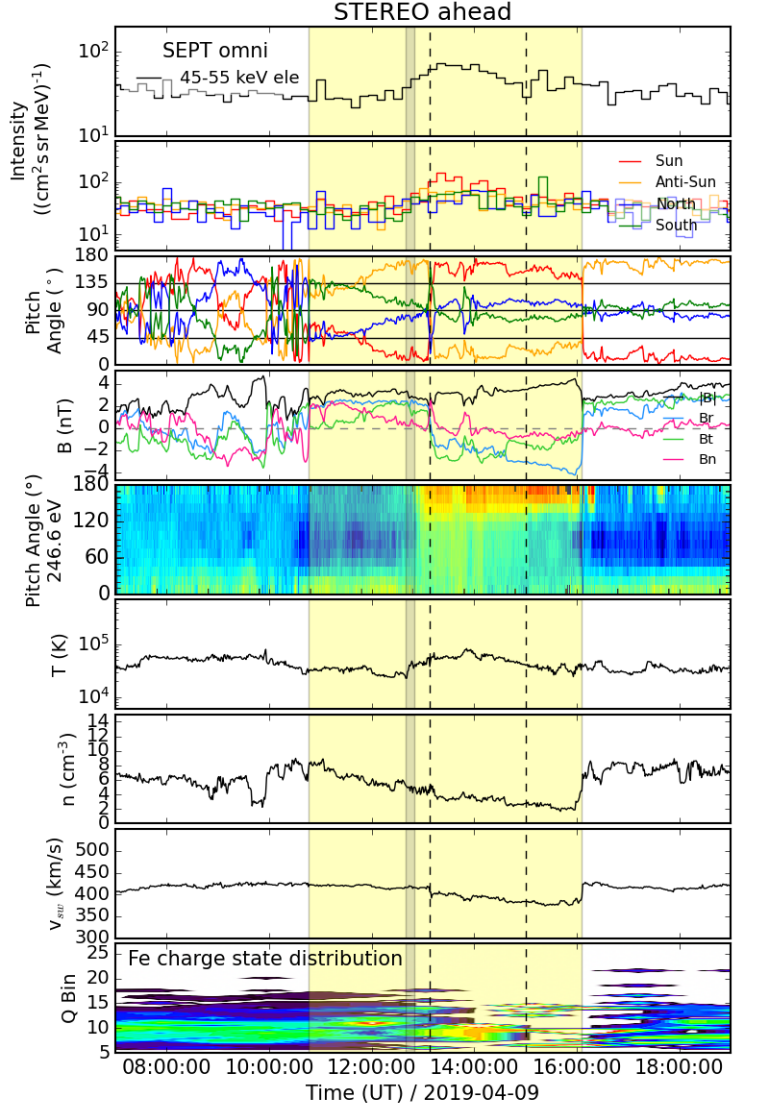 STEREO ahead
SEPT omni
45-55 keV ele
10²
10¹
Intensity
((cm² s sr MeV)⁻¹
10²
10¹
Sun
Anti-Sun
North
South
180
135
90
45
0
Pitch
Angle (°)
4
2
0
−2
−4
B (nT)
|B|
Br
Bt
Bn
180
120
60
0
Pitch Angle (°)
246.6 eV
10⁵
10⁴
T (K)
14
12
10
8
6
4
2
0
n (cm⁻³)
550
500
450
400
350
300
v_sw (km/s)
Fe charge state distribution
25
20
15
10
5
Q Bin
08:00:00 10:00:00 12:00:00 14:00:00 16:00:00 18:00:00
Time (UT) / 2019-04-09